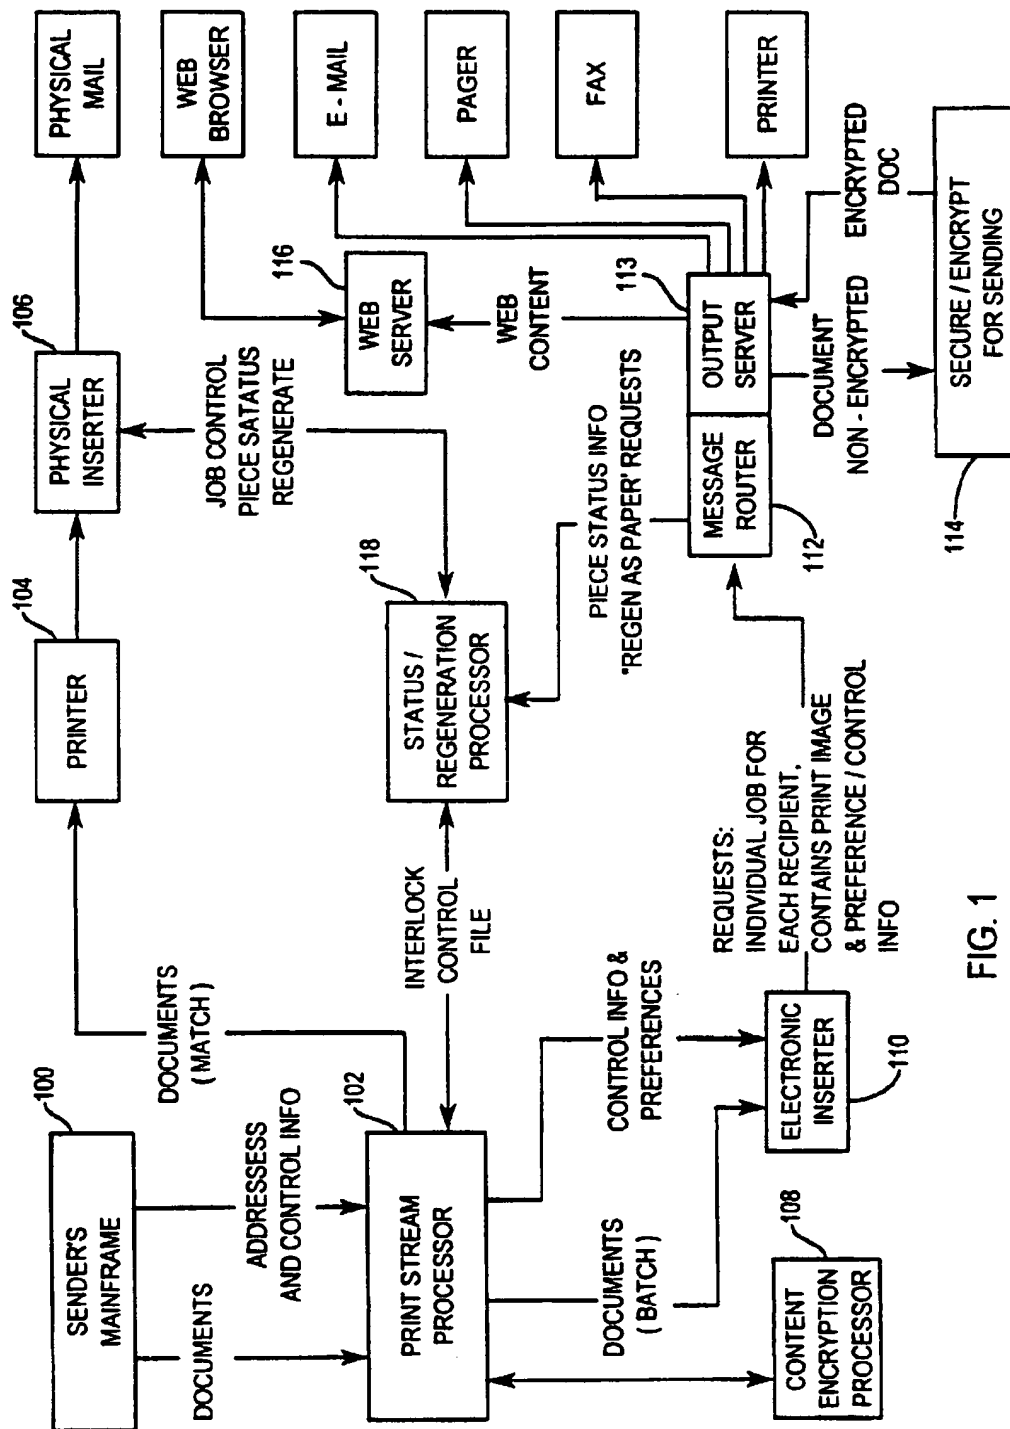 100
SENDER'S
MAINFRAME
DOCUMENTS
ADDRESSESS
AND CONTROL INFO
102
PRINT STREAM
PROCESSOR
DOCUMENTS
( MATCH )
104
PRINTER
106
PHYSICAL
INSERTER
PHYSICAL
MAIL
JOB CONTROL
PIECE SATATUS
REGENERATE
118
STATUS /
REGENERATION
PROCESSOR
INTERLOCK
CONTROL
FILE
116
WEB
SERVER
WEB
BROWSER
WEB
CONTENT
E - MAIL
PAGER
FAX
PRINTER
113
OUTPUT
SERVER
MESSAGE
ROUTER
112
PIECE STATUS INFO
"REGEN AS PAPER' REQUESTS
DOCUMENT
NON - ENCRYPTED
ENCRYPTED
DOC
SECURE / ENCRYPT
FOR SENDING
114
CONTROL INFO &
PREFERENCES
DOCUMENTS
( BATCH )
108
CONTENT
ENCRYPTION
PROCESSOR
ELECTRONIC
INSERTER
110
REQUESTS:
INDIVIDUAL JOB FOR
EACH RECIPIENT,
CONTAINS PRINT IMAGE
& PREFERENCE / CONTROL
INFO
FIG. 1